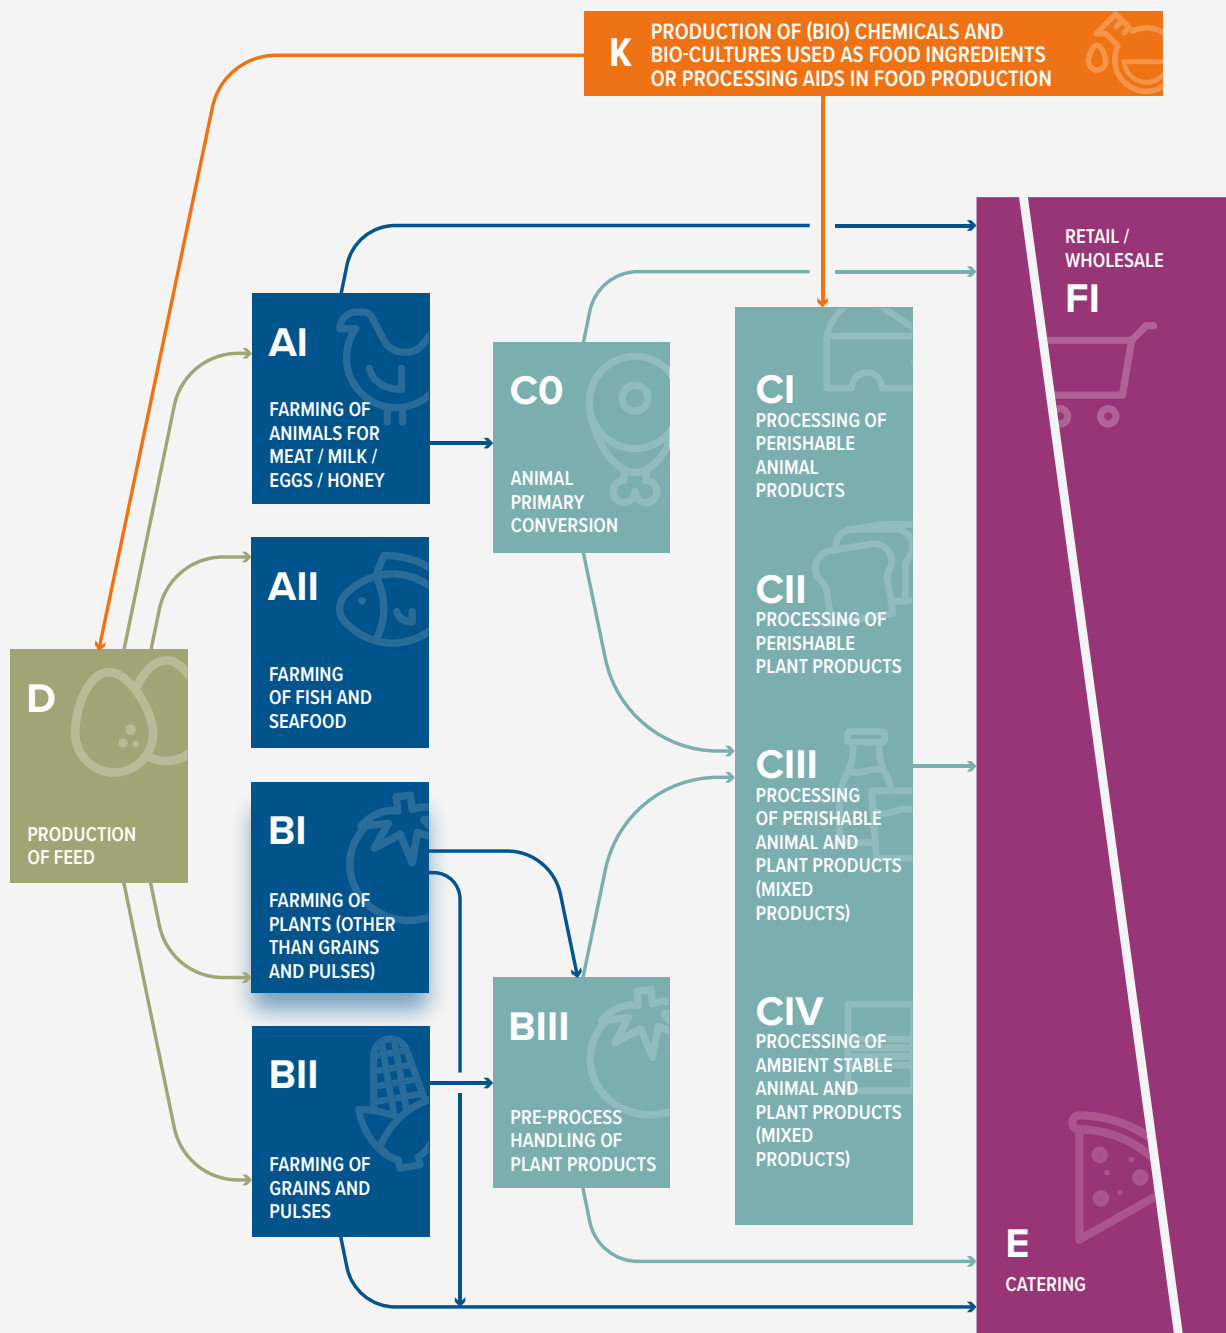 K
PRODUCTION OF (BIO) CHEMICALS AND
BIO-CULTURES USED AS FOOD INGREDIENTS
OR PROCESSING AIDS IN FOOD PRODUCTION
RETAIL /
WHOLESALE
FI
AI
FARMING OF
ANIMALS FOR
MEAT / MILK /
EGGS / HONEY
C0
ANIMAL
PRIMARY
CONVERSION
CI
PROCESSING OF
PERISHABLE
ANIMAL
PRODUCTS
AII
FARMING
OF FISH AND
SEAFOOD
CII
PROCESSING OF
PERISHABLE
PLANT PRODUCTS
D
PRODUCTION
OF FEED
BI
FARMING OF
PLANTS (OTHER
THAN GRAINS
AND PULSES)
CIII
PROCESSING
OF PERISHABLE
ANIMAL AND
PLANT PRODUCTS
(MIXED
PRODUCTS)
BII
FARMING OF
GRAINS AND
PULSES
BIII
PRE-PROCESS
HANDLING OF
PLANT PRODUCTS
CIV
PROCESSING OF
AMBIENT STABLE
ANIMAL AND
PLANT PRODUCTS
(MIXED
PRODUCTS)
E
CATERING